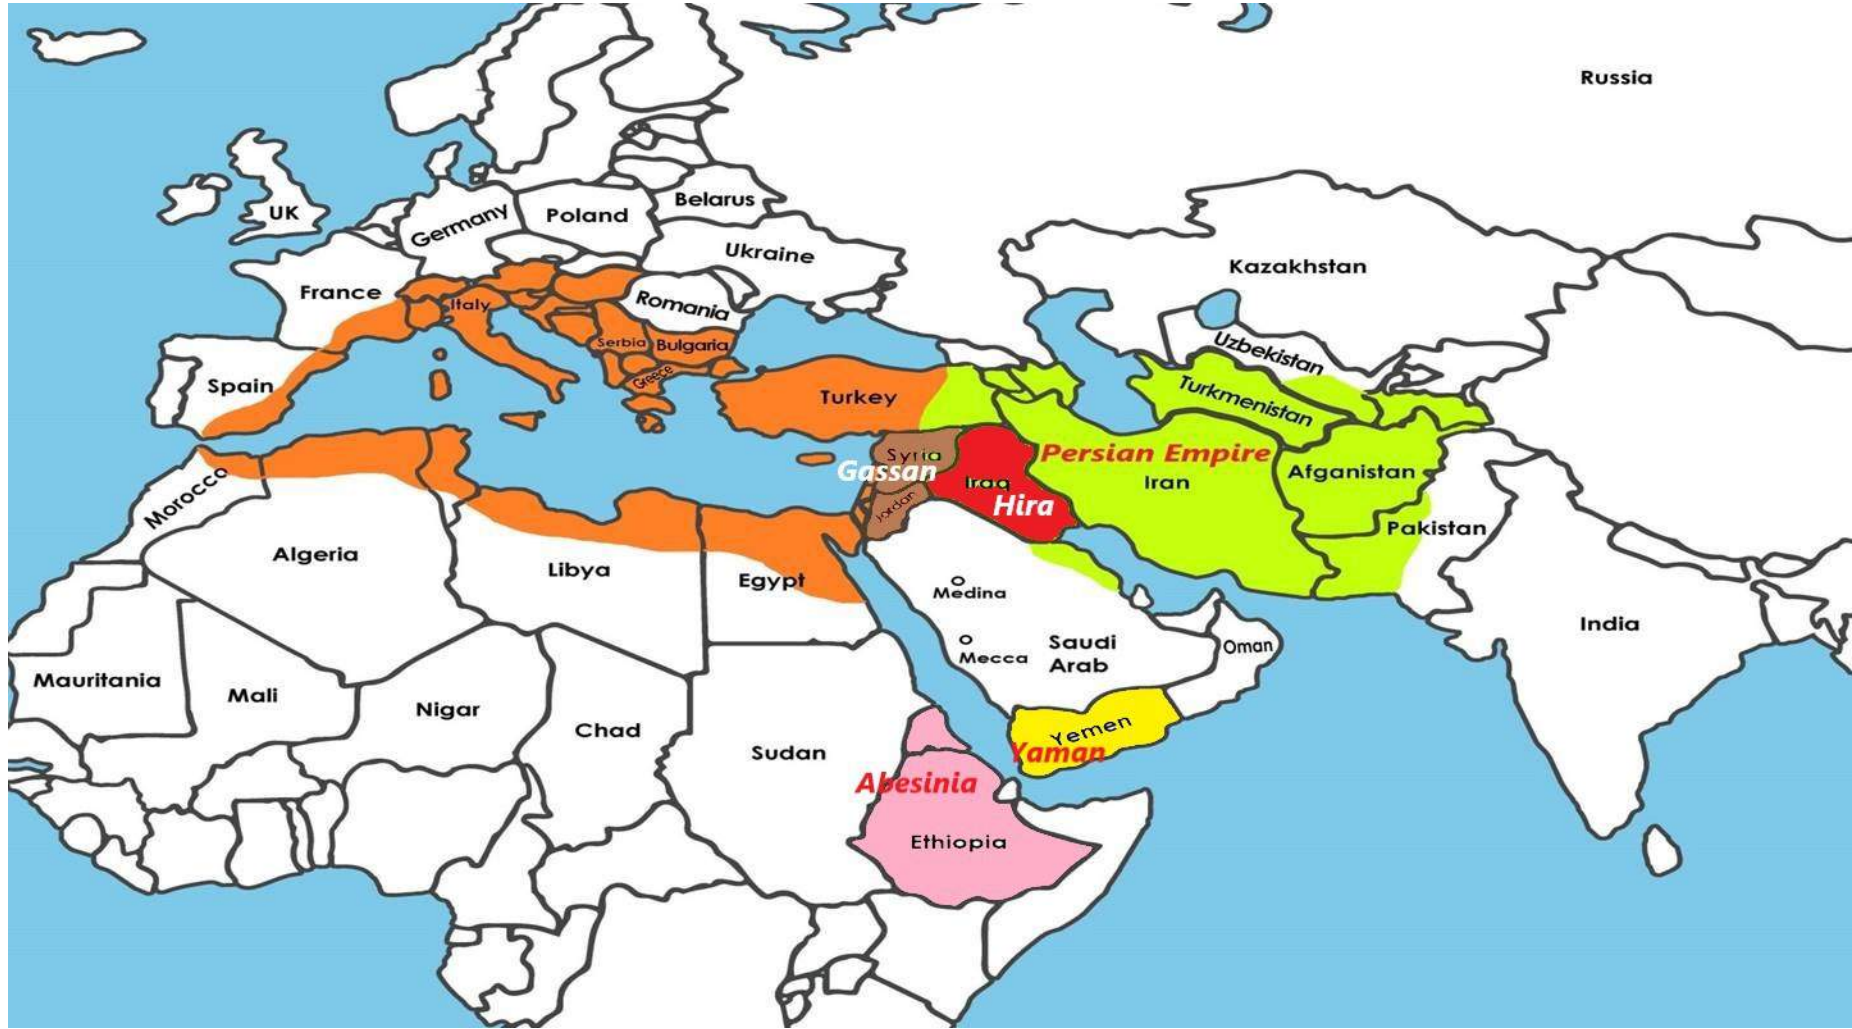 Russia
UK
Germany
Poland
Belarus
Ukraine
France
Italy
Romania
Kazakhstan
Serbia
Bulgaria
Uzbekistan
Spain
Greece
Turkey
Turkmenistan
Syria
Gassan
Persian Empire
Iraq
Hira
Iran
Afganistan
Jordan
Morocco
Pakistan
Algeria
Libya
Egypt
Medina
Mecca
Saudi
Arab
Oman
India
Mauritania
Mali
Nigar
Chad
Sudan
Yemen
Yaman
Abesinia
Ethiopia